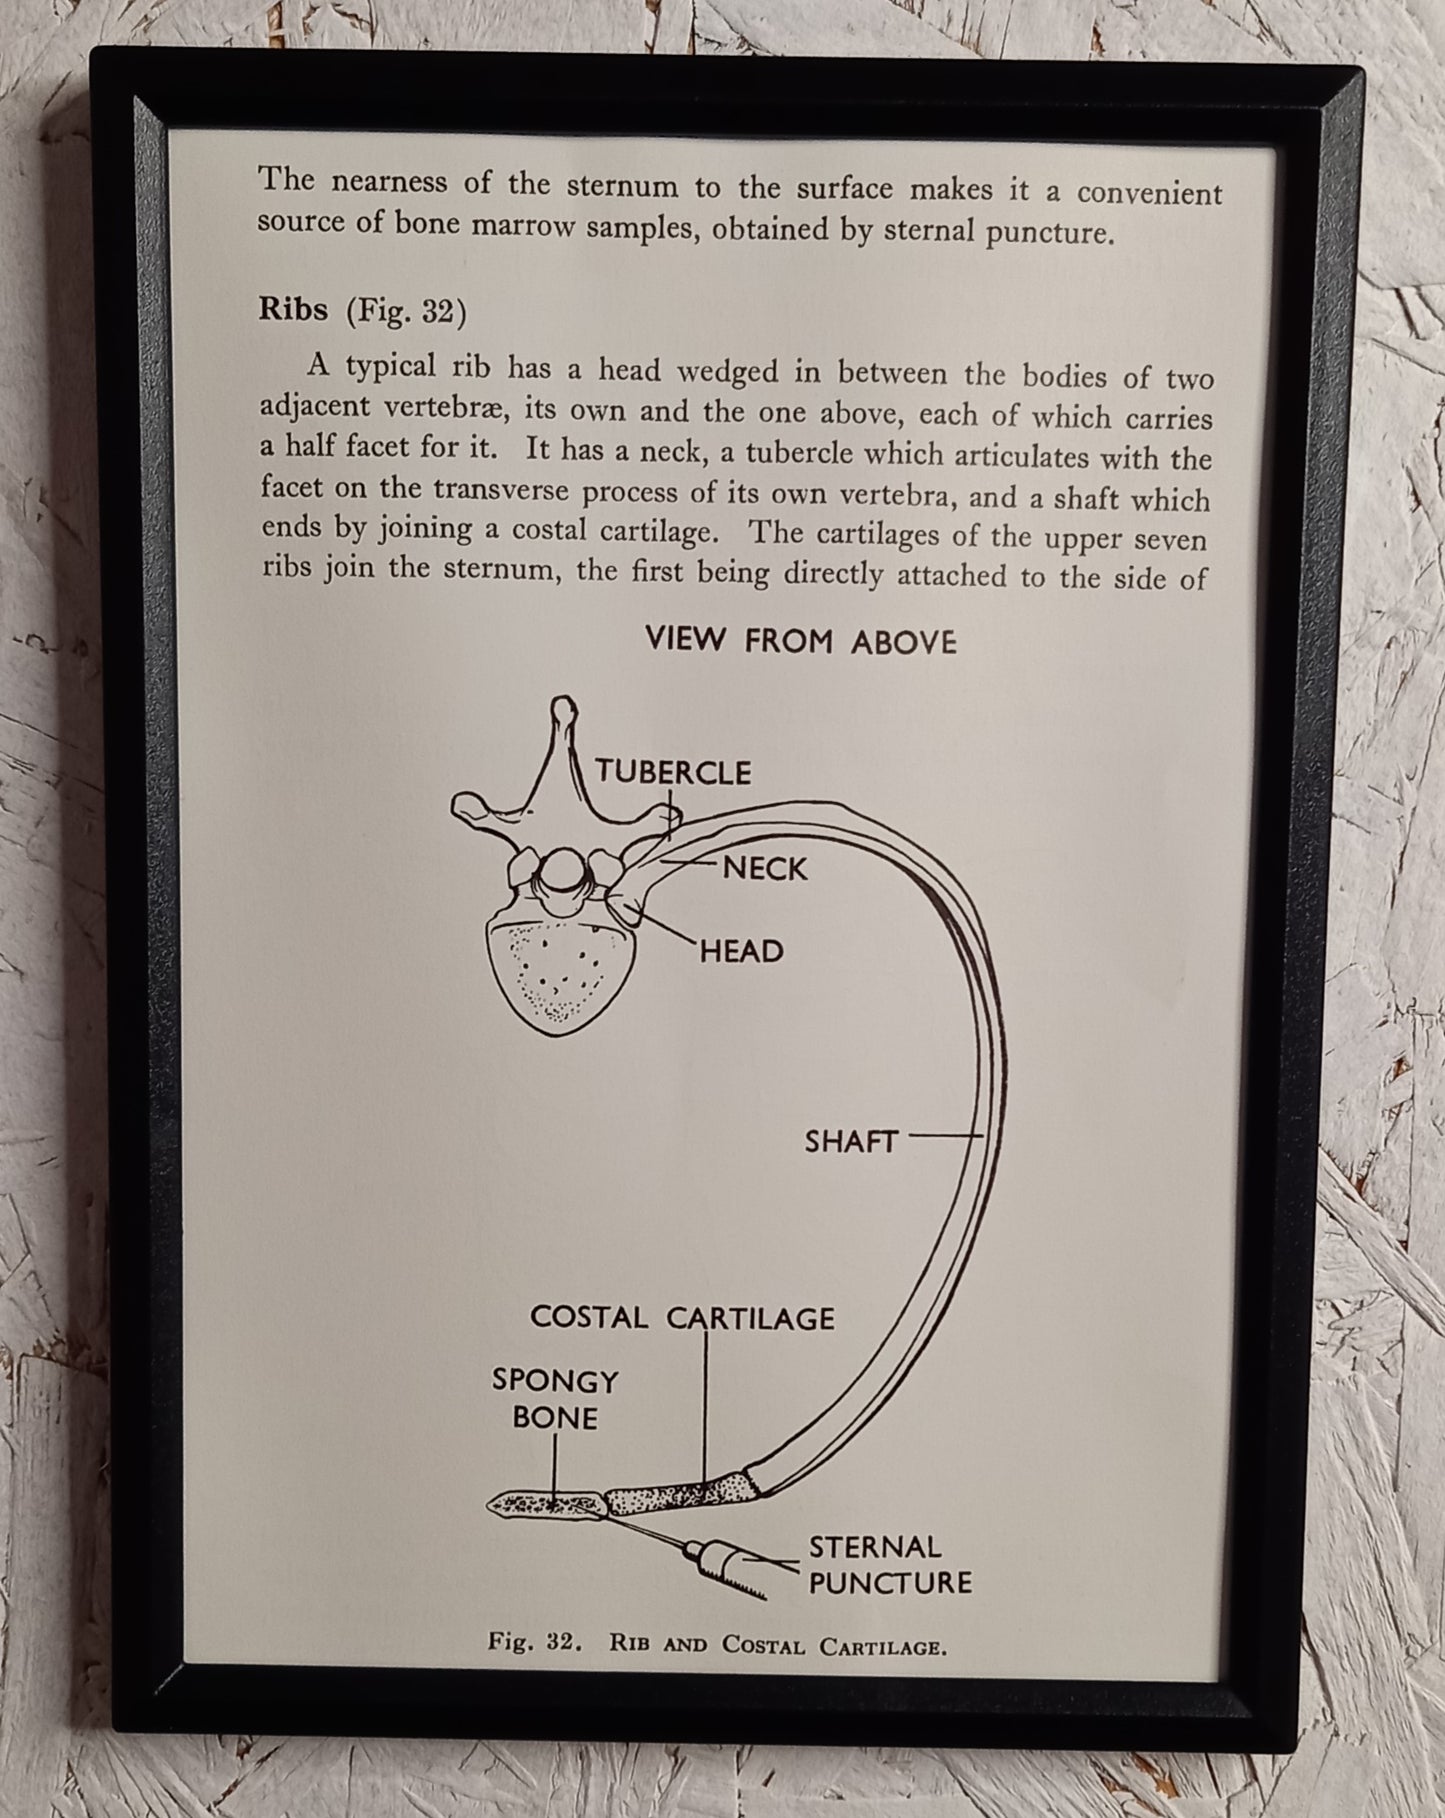 The nearness of the sternum to the surface makes it a convenient
source of bone marrow samples, obtained by sternal puncture.
Ribs (Fig. 32)
A typical rib has a head wedged in between the bodies of two
adjacent vertebræ, its own and the one above, each of which carries
a half facet for it. It has a neck, a tubercle which articulates with the
facet on the transverse process of its own vertebra, and a shaft which
ends by joining a costal cartilage. The cartilages of the upper seven
ribs join the sternum, the first being directly attached to the side of
VIEW FROM ABOVE
TUBERCLE
NECK
HEAD
SHAFT
COSTAL CARTILAGE
SPONGY
BONE
STERNAL
PUNCTURE
Fig. 32. RIB AND COSTAL CARTILAGE.